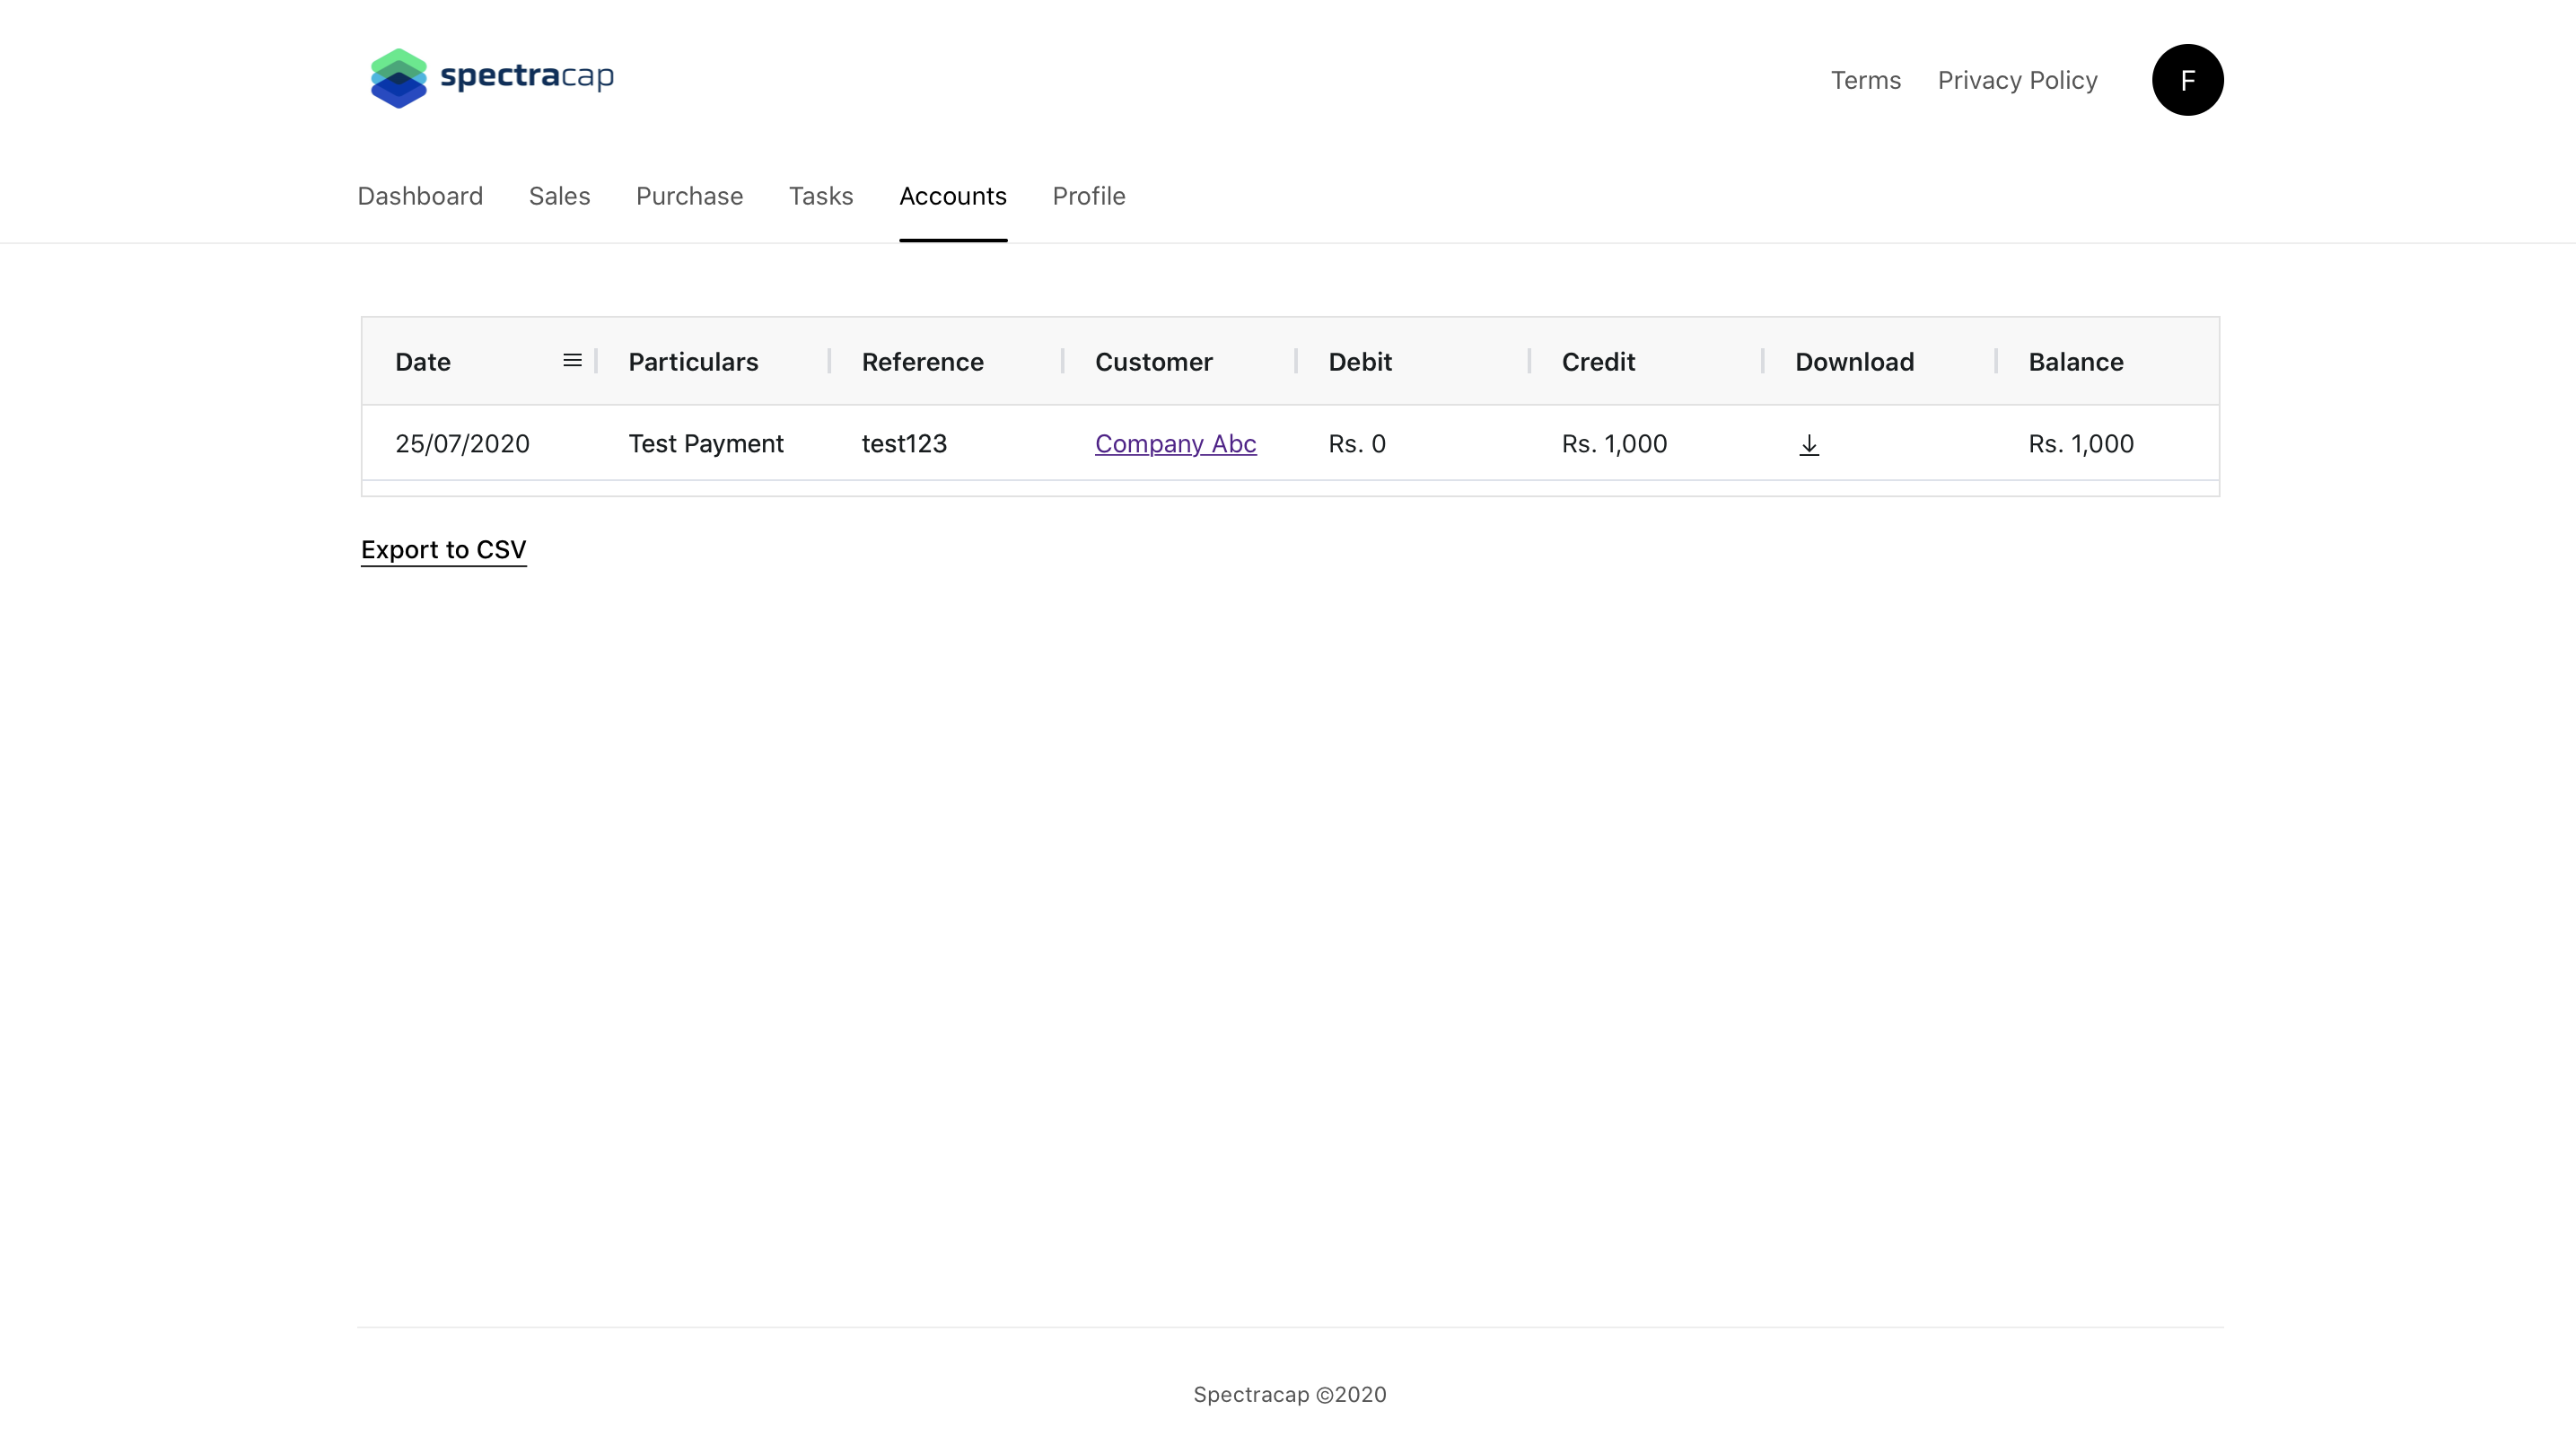 spectracap
Terms Privacy Policy F
Dashboard Sales Purchase Tasks Accounts Profile
Date Particulars Reference Customer Debit Credit Download Balance
25/07/2020 Test Payment test123 Company Abc Rs. 0 Rs. 1,000 Rs. 1,000
Export to CSV
Spectracap ©2020